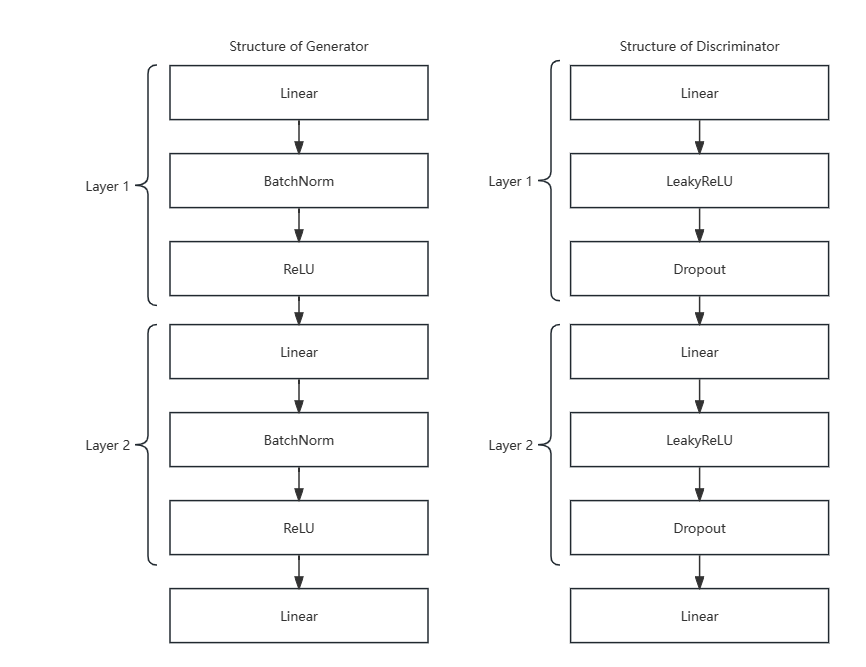 Structure of Generator
Linear
BatchNorm
ReLU
Layer 1
Linear
BatchNorm
ReLU
Layer 2
Linear
Structure of Discriminator
Linear
LeakyReLU
Dropout
Layer 1
Linear
LeakyReLU
Dropout
Layer 2
Linear